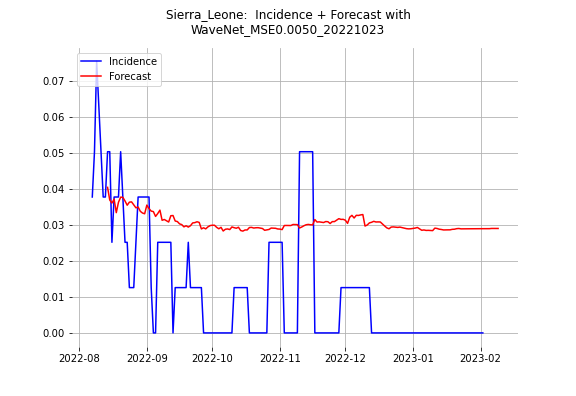 Sierra_Leone:  Incidence + Forecast with
WaveNet_MSE0.0050_20221023
Incidence
Forecast
0.07
0.06
0.05
0.04
0.03
0.02
0.01
0.00
2022-08 2022-09 2022-10 2022-11 2022-12 2023-01 2023-02